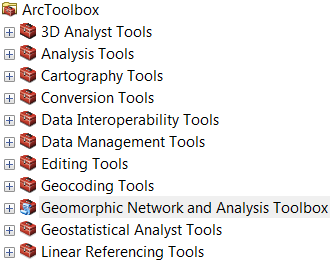 ArcToolbox
3D Analyst Tools
Analysis Tools
Cartography Tools
Conversion Tools
Data Interoperability Tools
Data Management Tools
Editing Tools
Geocoding Tools
Geomorphic Network and Analysis Toolbox
Geostatistical Analyst Tools
Linear Referencing Tools